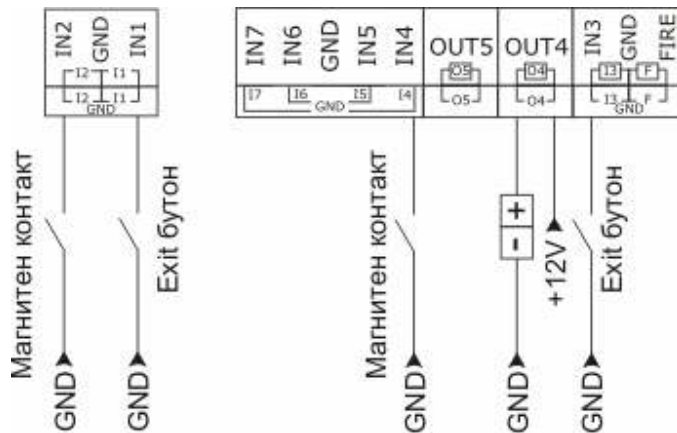 IN2 GND IN1
I2 I1
I2 I1
GND
Магнитен контакт
Exit бутон
GND
GND
IN7 IN6 GND IN5 IN4 OUT5 OUT4 IN3 GND FIRE
O5 O4 I3 F
I7 I6 I5 I4 O5 O4 I3 F
GND GND
Магнитен контакт
+
-
+12V
Exit бутон
GND
GND
GND